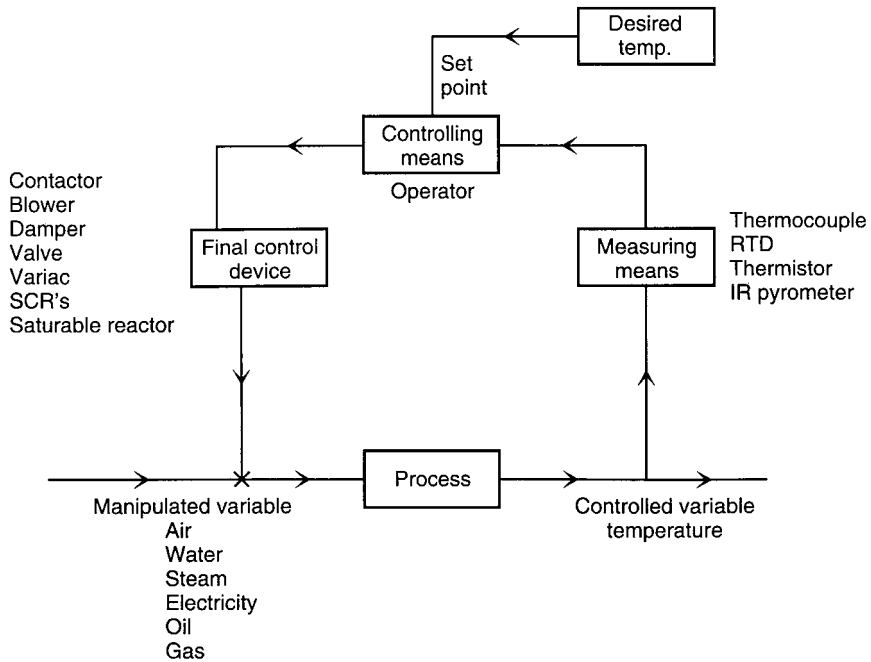 Desired
temp.
Set
point
Controlling
means
Operator
Contactor
Blower
Damper
Valve
Variac
SCR's
Saturable reactor
Final control
device
Measuring
means
Thermocouple
RTD
Thermistor
IR pyrometer
Process
Manipulated variable
Air
Water
Steam
Electricity
Oil
Gas
Controlled variable
temperature